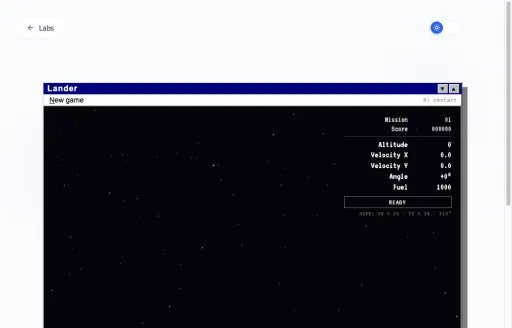 ← Labs
Lander
New game
R: restart
Mission 01
Score 000000
Altitude 0
Velocity X 0.0
Velocity Y 0.0
Angle +0°
Fuel 1000
READY